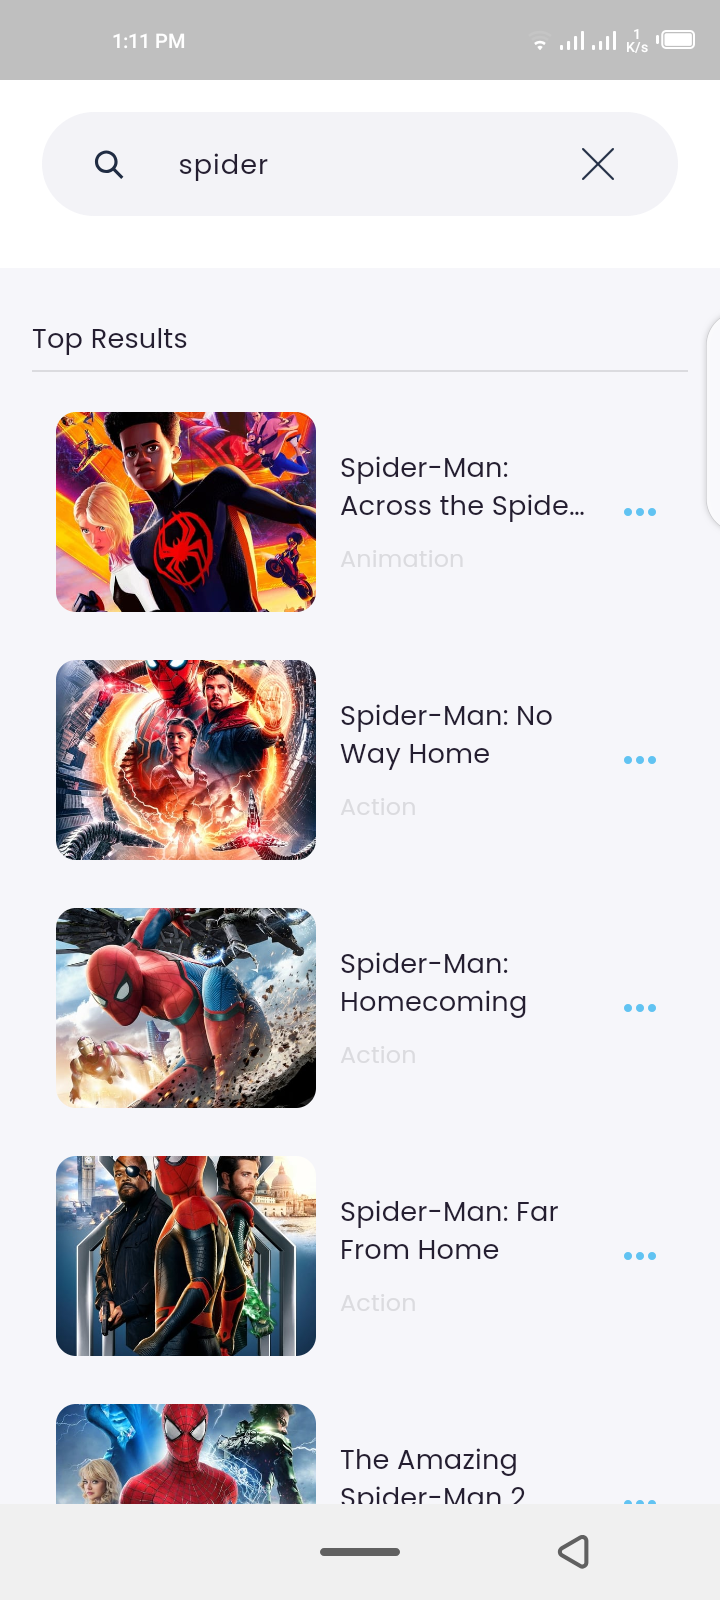 1:11 PM
1
K/s
spider
Top Results
Spider-Man:
Across the Spide...
Animation
Spider-Man: No
Way Home
Action
Spider-Man:
Homecoming
Action
Spider-Man: Far
From Home
Action
The Amazing
Spider-Man 2